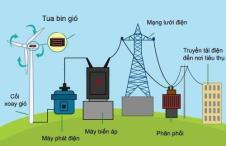 Tua bin gió
Mạng lưới điện
Truyền tải điện
đến nơi tiêu thụ
Cối
xoay gió
Máy phát điện
Máy biến áp
Phân phối